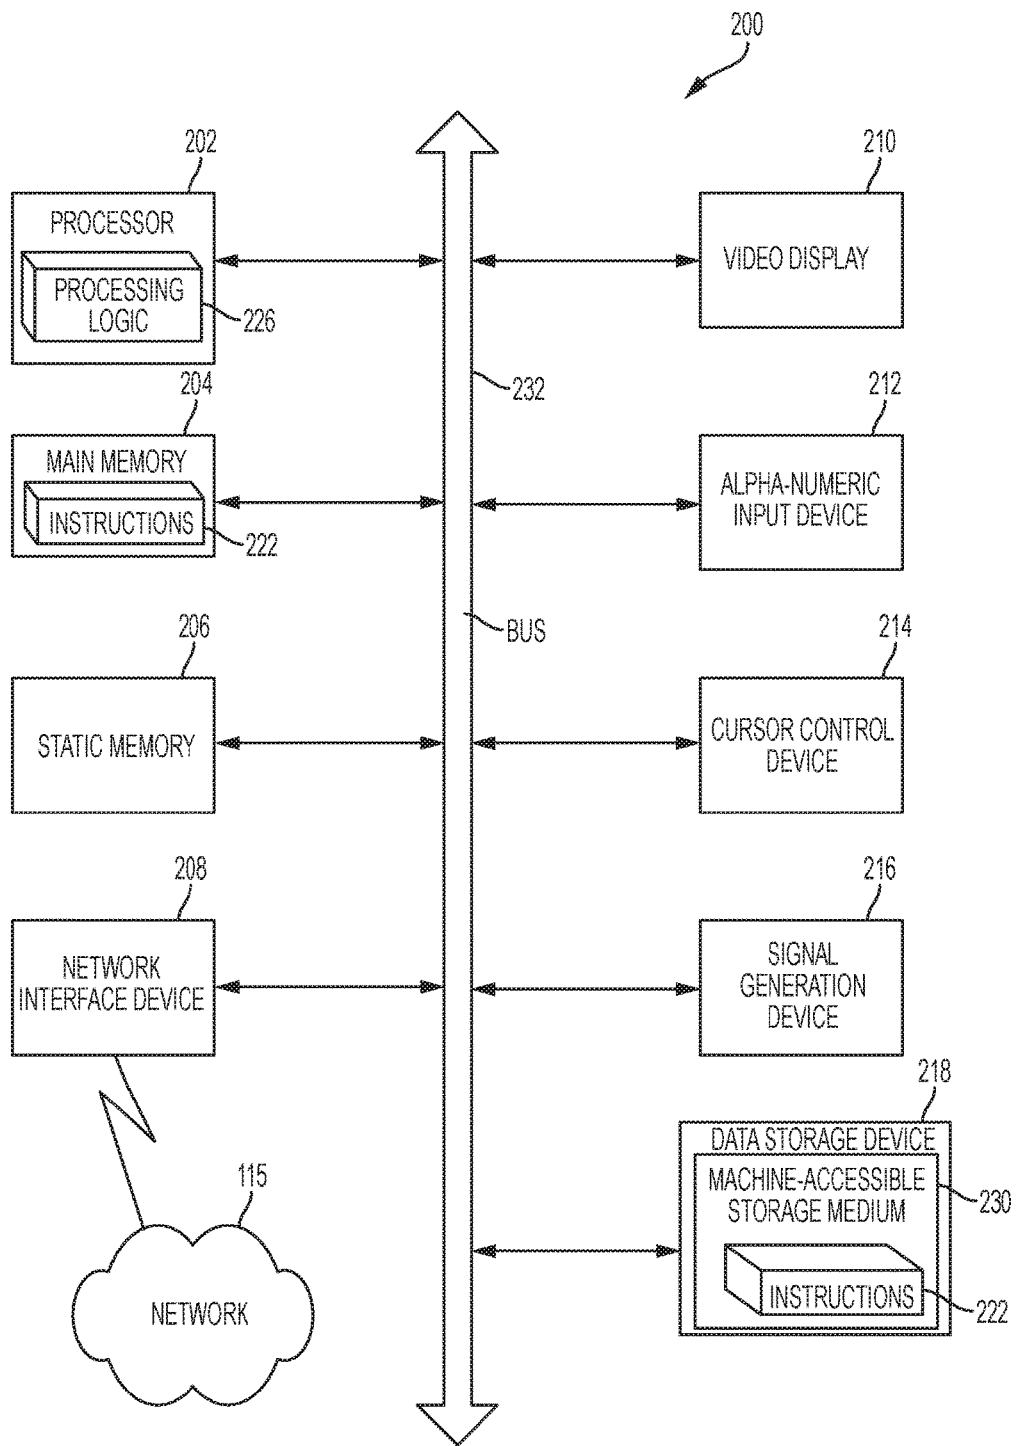 200
202
PROCESSOR
PROCESSING
LOGIC
226
204
MAIN MEMORY
INSTRUCTIONS
222
206
STATIC MEMORY
208
NETWORK
INTERFACE DEVICE
115
NETWORK
232
BUS
210
VIDEO DISPLAY
212
ALPHA-NUMERIC
INPUT DEVICE
214
CURSOR CONTROL
DEVICE
216
SIGNAL
GENERATION
DEVICE
218
DATA STORAGE DEVICE
MACHINE-ACCESSIBLE
STORAGE MEDIUM
230
INSTRUCTIONS
222